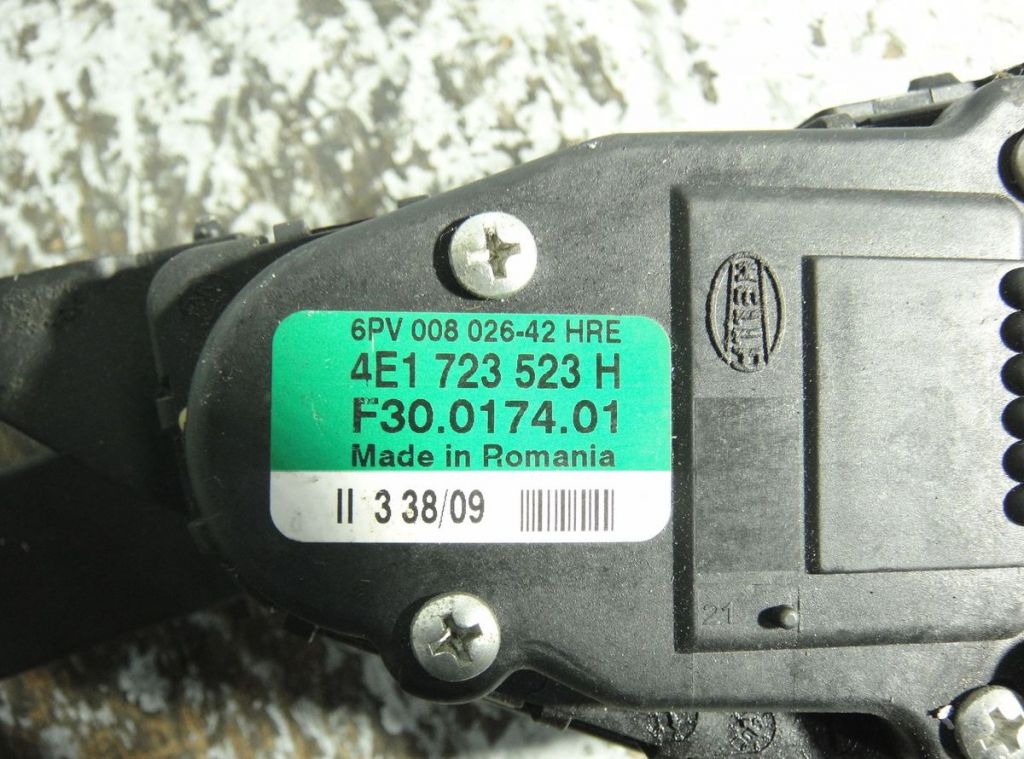 6PV 008 026-42 HRE
4E1 723 523 H
F30.0174.01
Made in Romania
II 3 38/09
HELLA
21